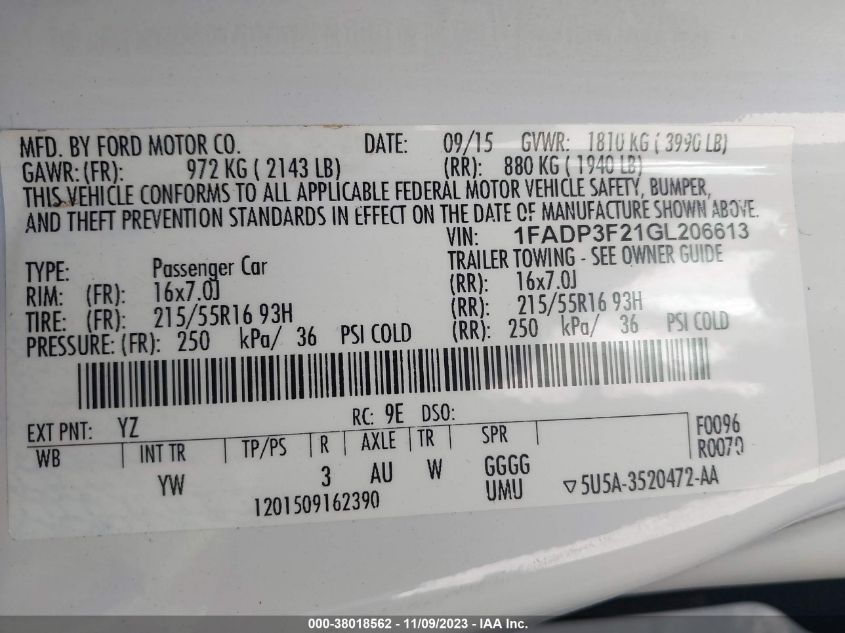 MFD. BY FORD MOTOR CO. DATE: 09/15 GVWR: 1810 KG ( 3990 LB)
GAWR: (FR): 972 KG ( 2143 LB) (RR): 880 KG ( 1940 LB)
THIS VEHICLE CONFORMS TO ALL APPLICABLE FEDERAL MOTOR VEHICLE SAFETY, BUMPER,
AND THEFT PREVENTION STANDARDS IN EFFECT ON THE DATE OF MANUFACTURE SHOWN ABOVE.
VIN: 1FADP3F21GL206613
TYPE: Passenger Car TRAILER TOWING - SEE OWNER GUIDE
RIM: (FR): 16x7.0J (RR): 16x7.0J
TIRE: (FR): 215/55R16 93H (RR): 215/55R16 93H
PRESSURE: (FR): 250 kPa/ 36 PSI COLD (RR): 250 kPa/ 36 PSI COLD
EXT PNT: YZ RC: 9E DSO:
WB INT TR TP/PS R AXLE TR SPR F0096
R0070
YW 3 AU W GGGG
UMU ▽5U5A-3520472-AA
1201509162390
000-38018562 - 11/09/2023 - IAA Inc.